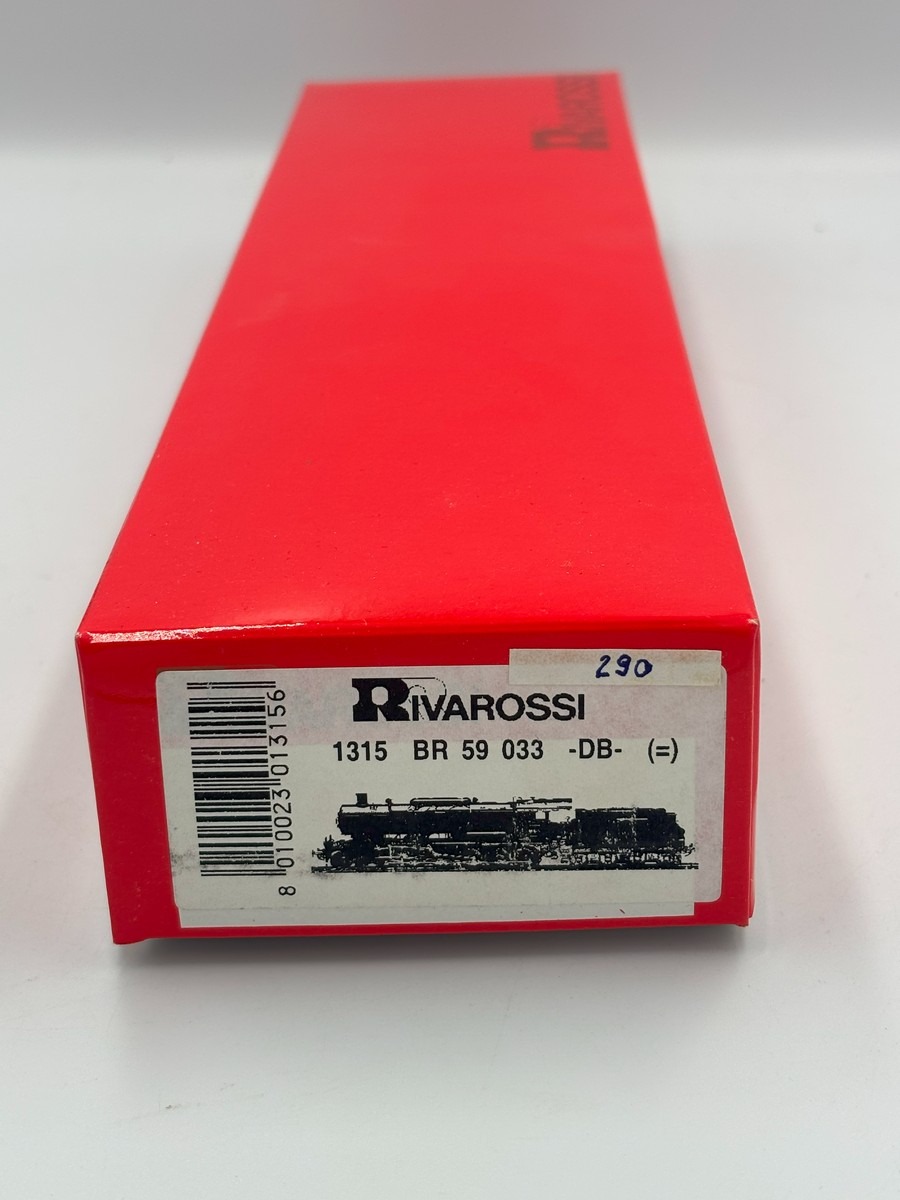 RIVAROSSI
290
RIVAROSSI
1315 BR 59 033 -DB- (=)
8 010023 013156